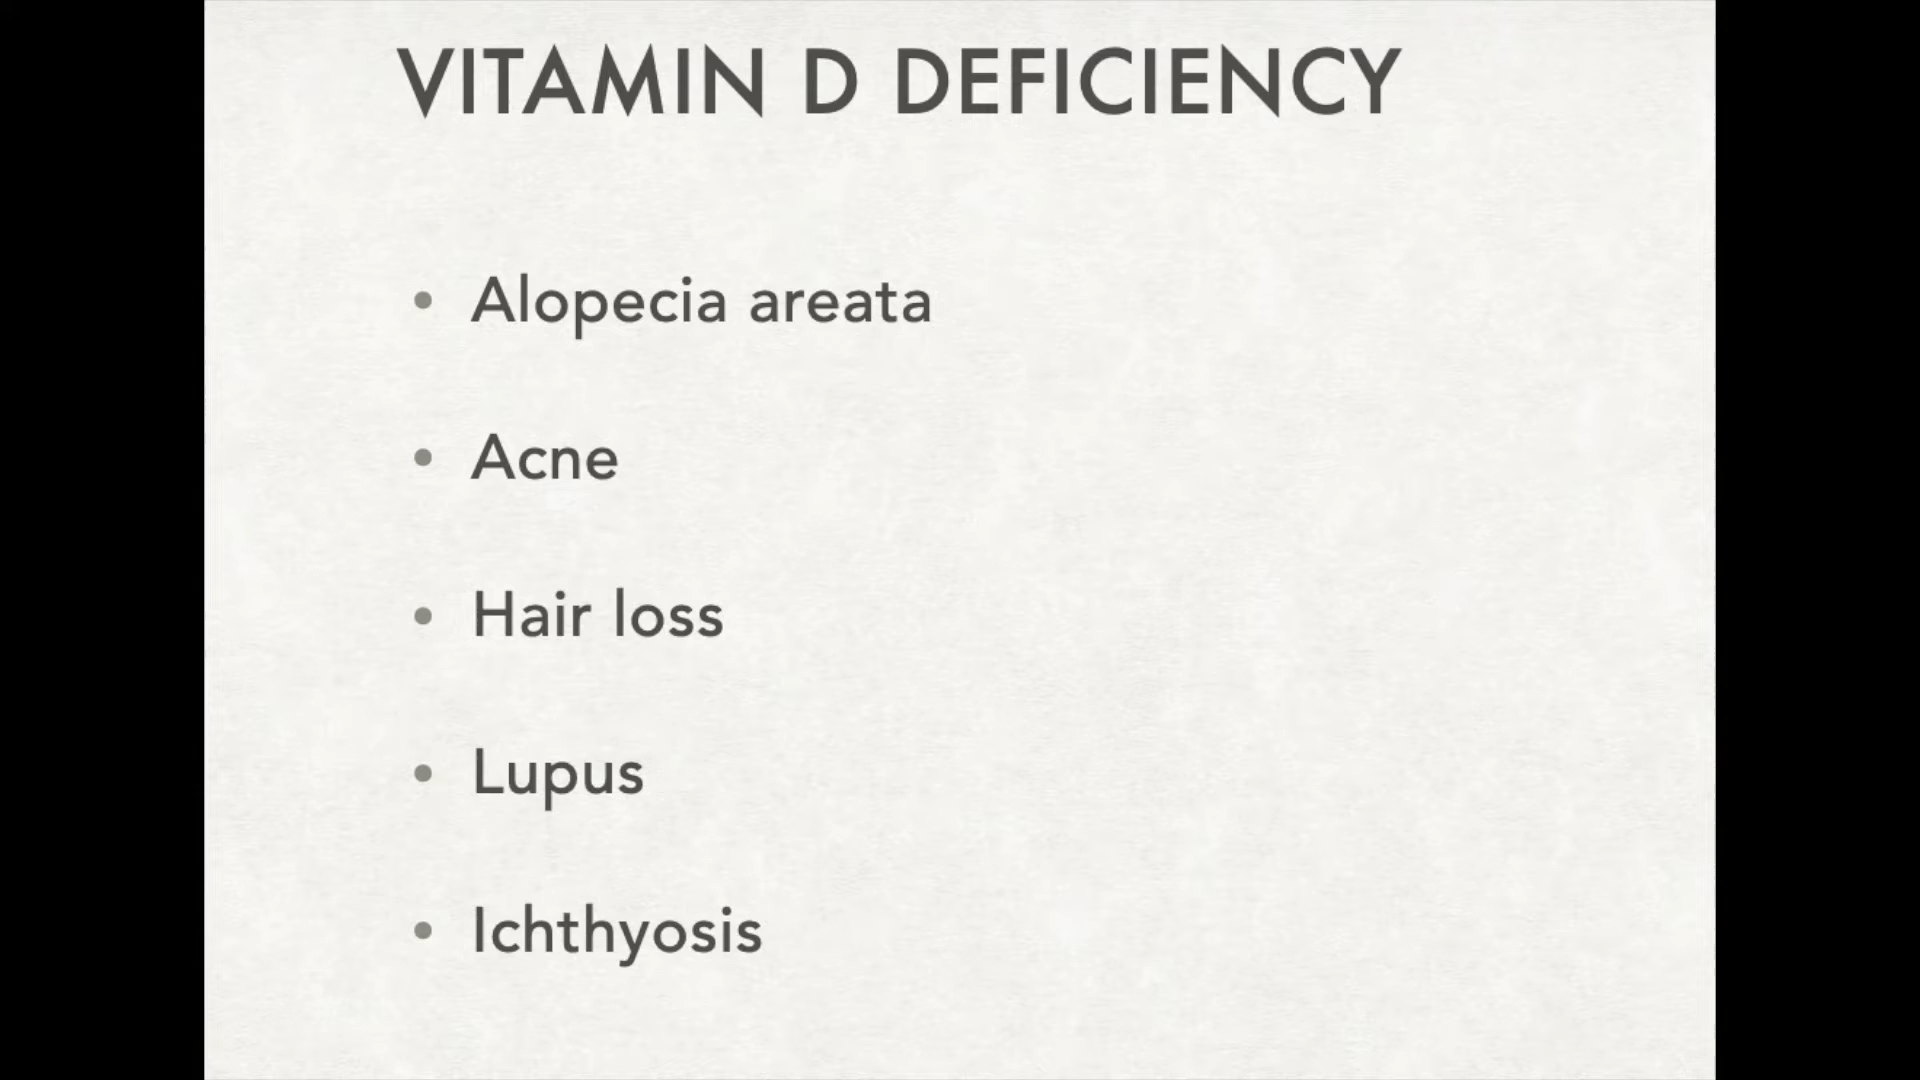 VITAMIN D DEFICIENCY
• Alopecia areata
• Acne
• Hair loss
• Lupus
• Ichthyosis